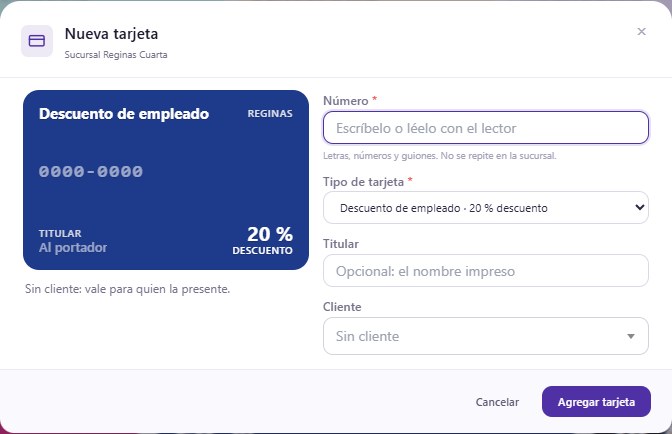 Nueva tarjeta
Sucursal Reginas Cuarta
×
Descuento de empleado
REGINAS
0000-0000
TITULAR
Al portador
20 %
DESCUENTO
Sin cliente: vale para quien la presente.
Número *
Escríbelo o léelo con el lector
Letras, números y guiones. No se repite en la sucursal.
Tipo de tarjeta *
Descuento de empleado · 20 % descuento
Titular
Opcional: el nombre impreso
Cliente
Sin cliente
Cancelar
Agregar tarjeta